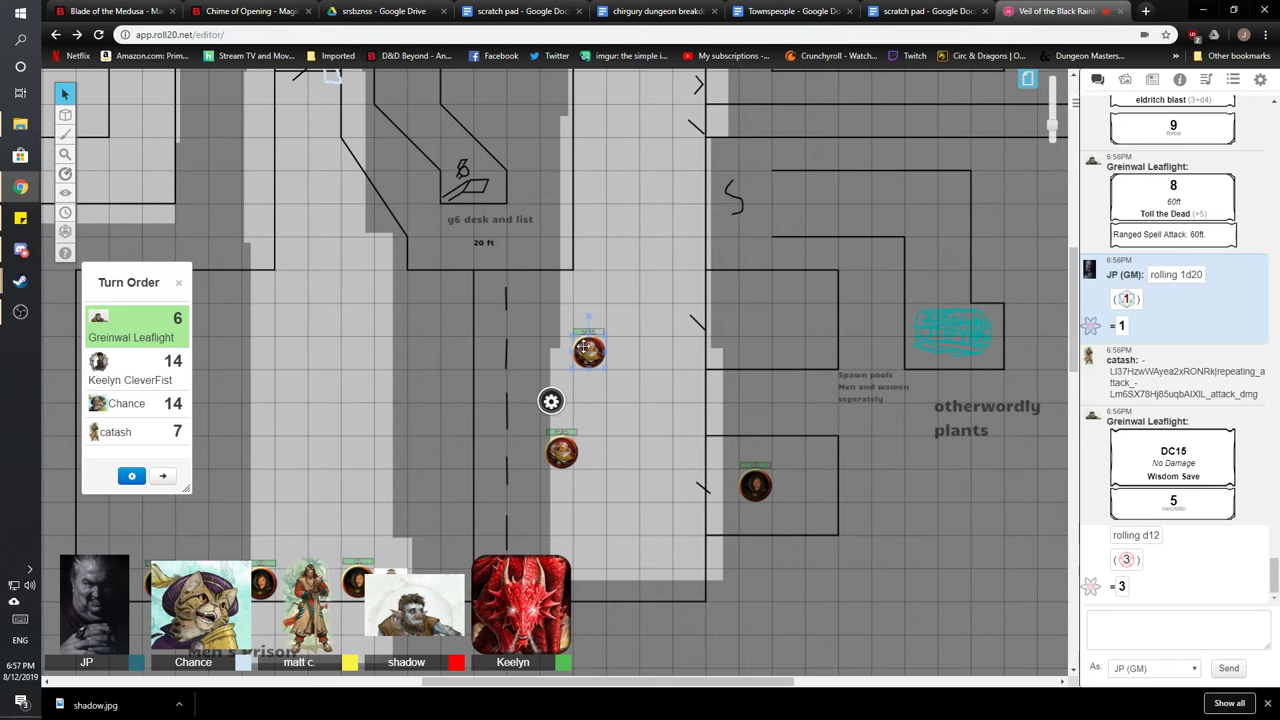 Blade of the Medusa - Ma
Chime of Opening - Magi
srsbznss - Google Drive
scratch pad - Google Doc
chirgury dungeon breakd
Townspeople - Google Do
scratch pad - Google Doc
Veil of the Black Rain
app.roll20.net/editor/
Netflix
Amazon.com: Prim...
Stream TV and Mov...
Imported
D&D Beyond - An...
Facebook
Twitter
imgur: the simple i...
My subscriptions -...
Crunchyroll - Watch...
Twitch
Circ & Dragons | O...
Dungeon Masters...
Other bookmarks
eldritch blast (3+d4)
9
force
6:56PM
Greinwal Leaflight:
8
60ft
Toll the Dead (+5)
Ranged Spell Attack. 60ft.
6:56PM
JP (GM): rolling 1d20
(1)
= 1
6:56PM
catash: -
LI37HzwWAyea2xRONRk|repeating_a
ttack_-
Lm6SX78Hj85uqbAIXIL_attack_dmg
6:56PM
Greinwal Leaflight:
DC15
No Damage
Wisdom Save
5
necrotic
rolling d12
(3)
= 3
As:
JP (GM)
Send
Turn Order
6
Greinwal Leaflight
14
Keelyn CleverFist
Chance 14
catash 7
6
g6 desk and list
20 ft
S
Spawn pools
Men and women
seperately
otherwordly
plants
Men's Prison
JP
Chance
matt c.
shadow
Keelyn
ENG
6:57 PM
8/12/2019
shadow.jpg
Show all